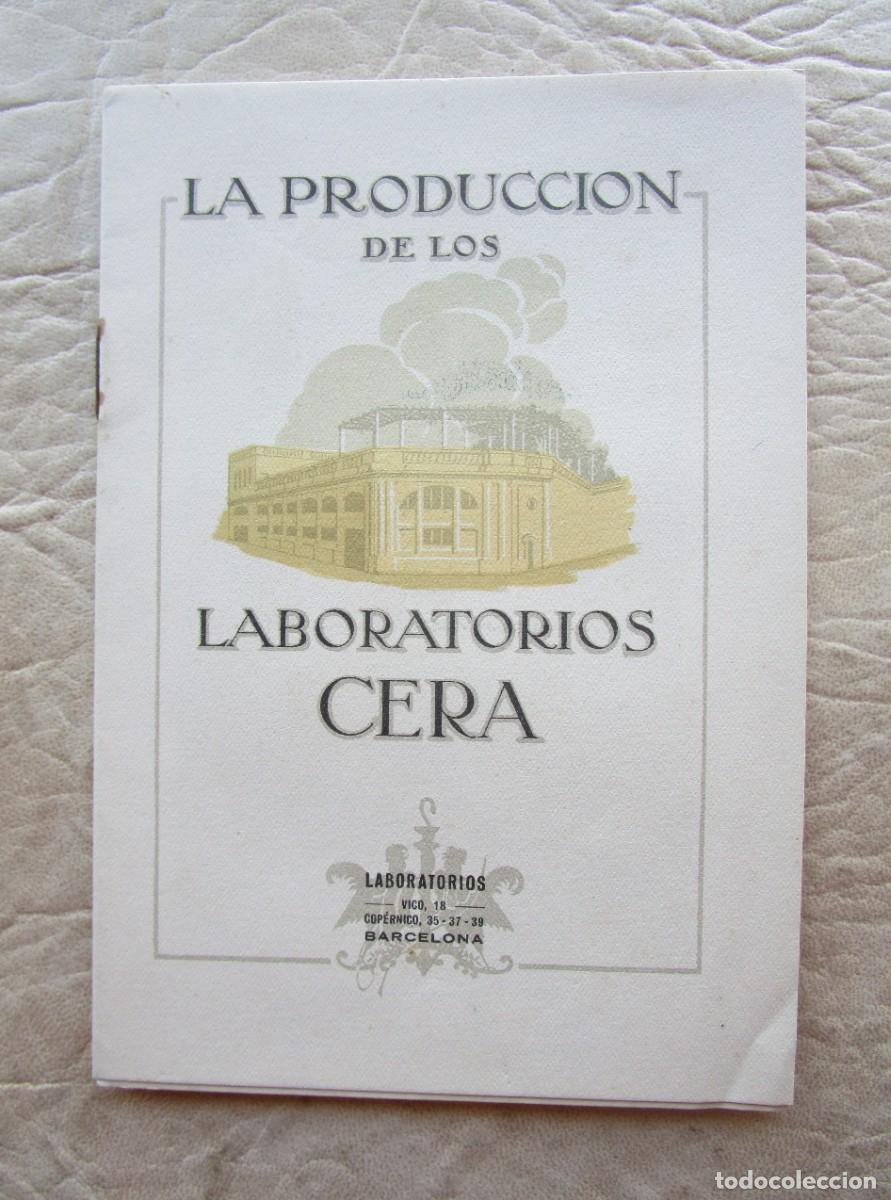 LA PRODUCCION
DE LOS
LABORATORIOS
CERA
LABORATORIOS
VICO, 18
COPÉRNICO, 35-37-39
BARCELONA
todocoleccion